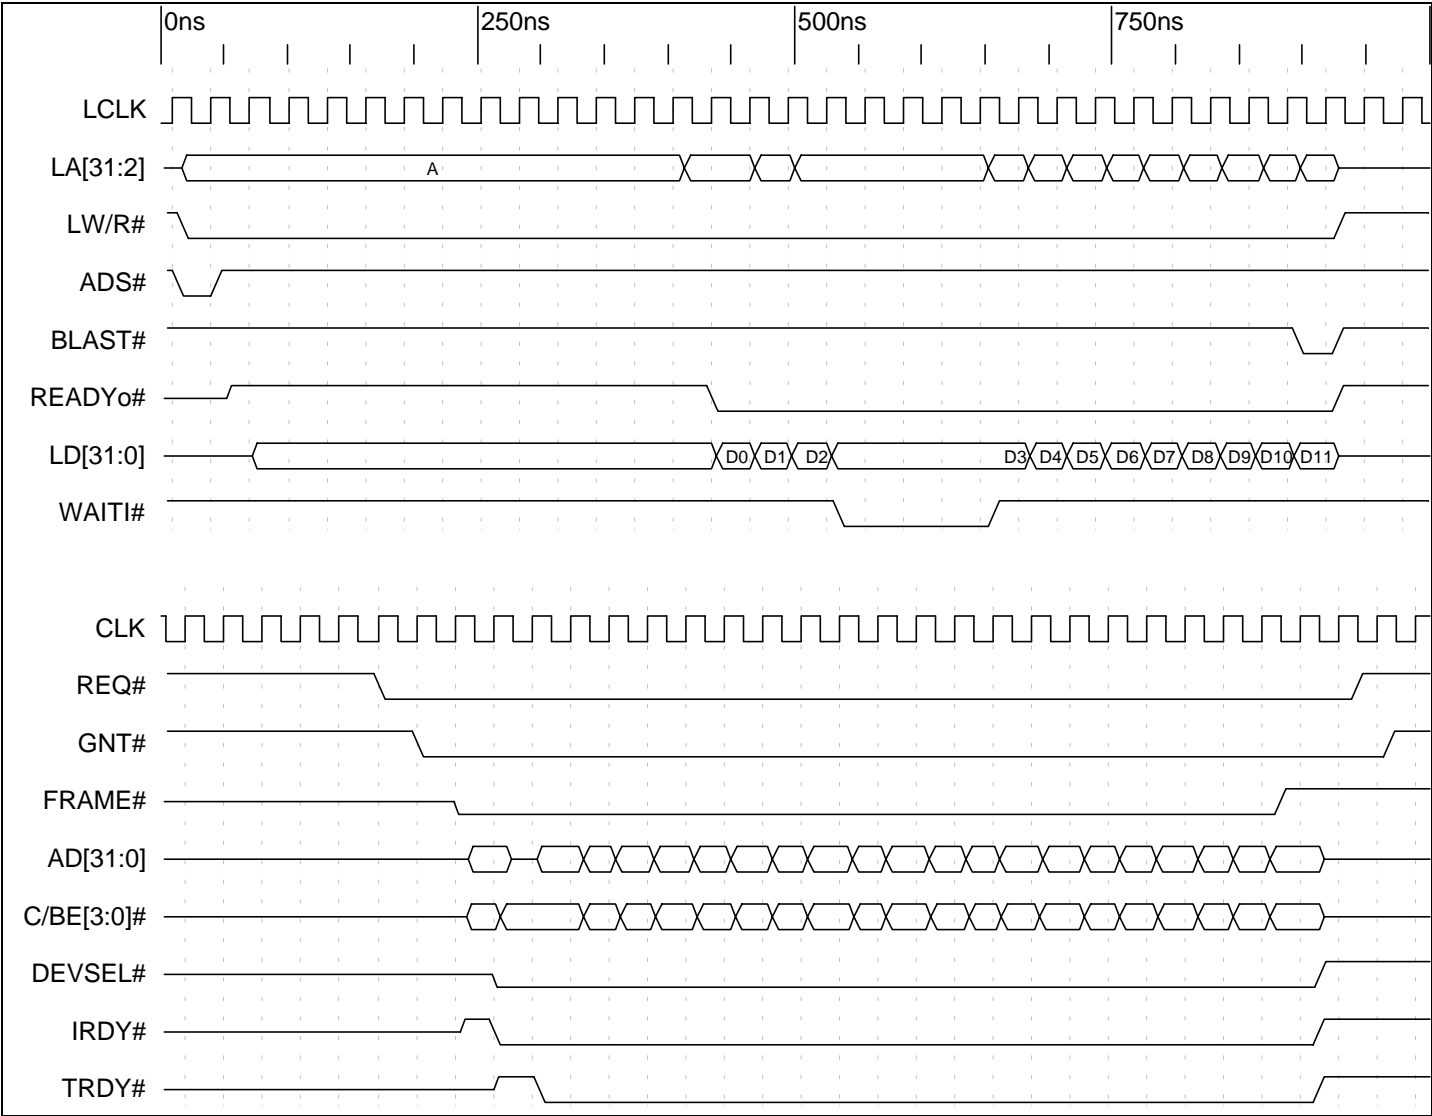 0ns 250ns 500ns 750ns
LCLK
LA[31:2] A
LW/R#
ADS#
BLAST#
READYo#
LD[31:0] D0 D1 D2 D3 D4 D5 D6 D7 D8 D9 D10 D11
WAITI#
CLK
REQ#
GNT#
FRAME#
AD[31:0]
C/BE[3:0]#
DEVSEL#
IRDY#
TRDY#